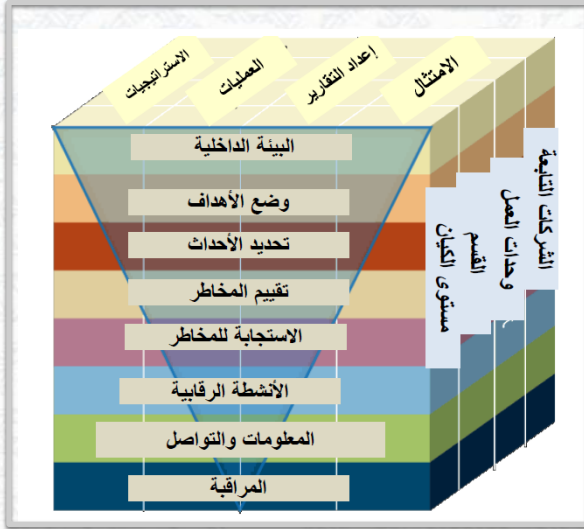 الاستراتيجيات
العمليات
إعداد التقارير
الامتثال
البيئة الداخلية
وضع الأهداف
تحديد الأحداث
تقييم المخاطر
الاستجابة للمخاطر
الأنشطة الرقابية
المعلومات والتواصل
المراقبة
مستوى الكيان
القسم
وحدات العمل
الشركات التابعة